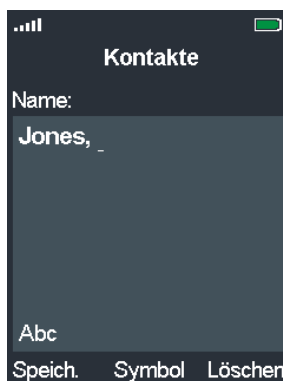 Kontakte
Name:
Jones, _
Abc
Speich. Symbol Löschen